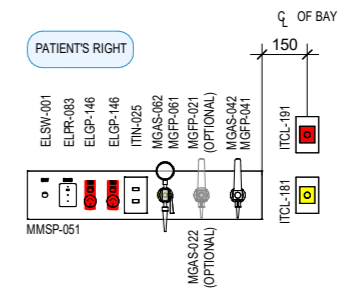 ℄ OF BAY
PATIENT'S RIGHT
150
ELSW-001
ELPR-083
ELGP-146
ELGP-146
ITIN-025
MGAS-062
MGFP-061
MGFP-021
(OPTIONAL)
MGAS-042
MGFP-041
ITCL-191
ITCL-181
MMSP-051
MGAS-022
(OPTIONAL)